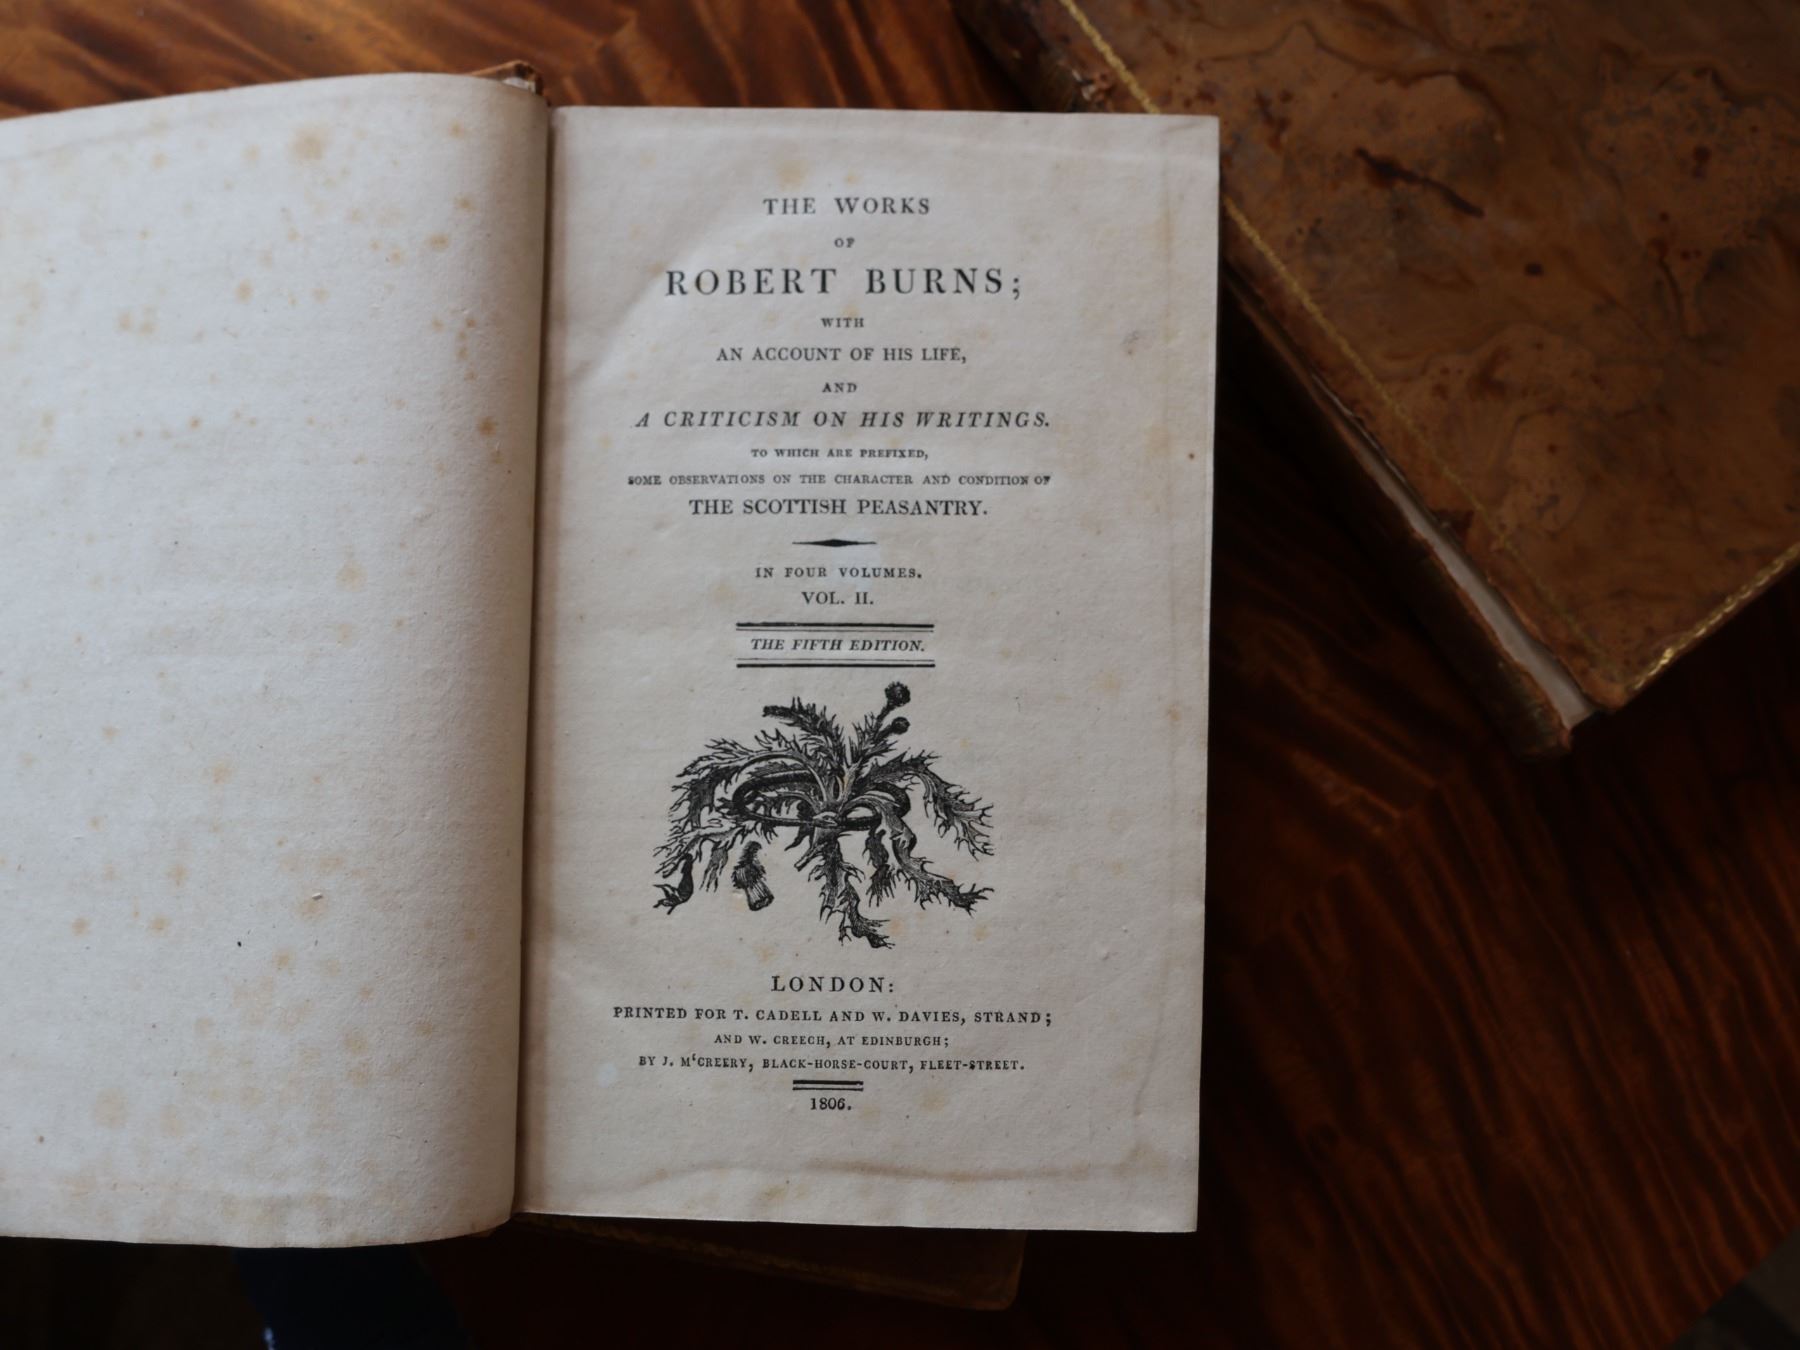 THE WORKS
OF
ROBERT BURNS;
WITH
AN ACCOUNT OF HIS LIFE,
AND
A CRITICISM ON HIS WRITINGS.
TO WHICH ARE PREFIXED,
SOME OBSERVATIONS ON THE CHARACTER AND CONDITION OF
THE SCOTTISH PEASANTRY.
IN FOUR VOLUMES.
VOL. II.
THE FIFTH EDITION.
LONDON:
PRINTED FOR T. CADELL AND W. DAVIES, STRAND;
AND W. CREECH, AT EDINBURGH;
BY J. M‘CREERY, BLACK-HORSE-COURT, FLEET-STREET.
1806.